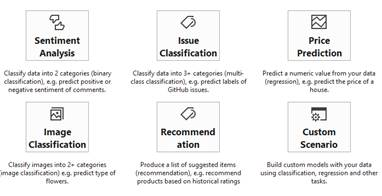 Sentiment
Analysis
Classify data into 2 categories (binary
classification), e.g. predict positive or
negative sentiment of comments.
Issue
Classification
Classify data into 3+ categories (multi-
class classification), e.g. predict labels of
GitHub issues.
Price
Prediction
Predict a numeric value from your data
(regression), e.g. predict the price of a
house.
Image
Classification
Classify images into 2+ categories
(image classification) e.g. predict type of
flowers.
Recommend
ation
Produce a list of suggested items
(recommendation), e.g. recommend
products based on historical ratings
Custom
Scenario
Build custom models with your data
using classification, regression and other
tasks.